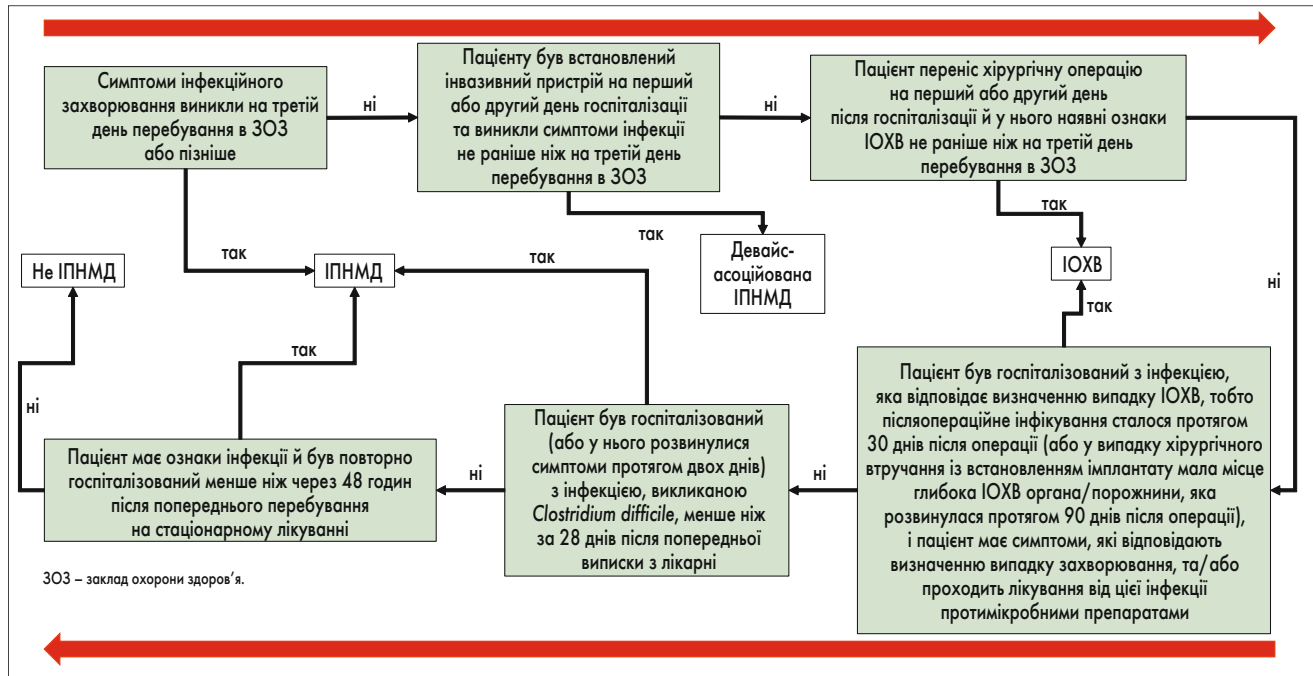 Симптоми інфекційного
захворювання виникли на третій
день перебування в ЗОЗ
або пізніше
ні
Пацієнту був встановлений
інвазивний пристрій на перший
або другий день госпіталізації
та виникли симптоми інфекції
не раніше ніж на третій день
перебування в ЗОЗ
ні
Пацієнт переніс хірургічну операцію
на перший або другий день
після госпіталізації й у нього наявні ознаки
ІОХВ не раніше ніж на третій день
перебування в ЗОЗ
так
так
так
так
Не ІПНМД
ІПНМД
Девайс-
асоційована
ІПНМД
ІОХВ
ні
так
так
ні
Пацієнт має ознаки інфекції й був повторно
госпіталізований менше ніж через 48 годин
після попереднього перебування
на стаціонарному лікуванні
ні
Пацієнт був госпіталізований
(або у нього розвинулися
симптоми протягом двох днів)
з інфекцією, викликаною
Clostridium difficile, менше ніж
за 28 днів після попередньої
виписки з лікарні
ні
Пацієнт був госпіталізований з інфекцією,
яка відповідає визначенню випадку ІОХВ, тобто
післяопераційне інфікування сталося протягом
30 днів після операції (або у випадку хірургічного
втручання із встановленням імплантату мала місце
глибока ІОХВ органа/порожнини, яка
розвинулася протягом 90 днів після операції),
і пацієнт має симптоми, які відповідають
визначенню випадку захворювання, та/або
проходить лікування від цієї інфекції
протимікробними препаратами
ЗОЗ – заклад охорони здоров’я.